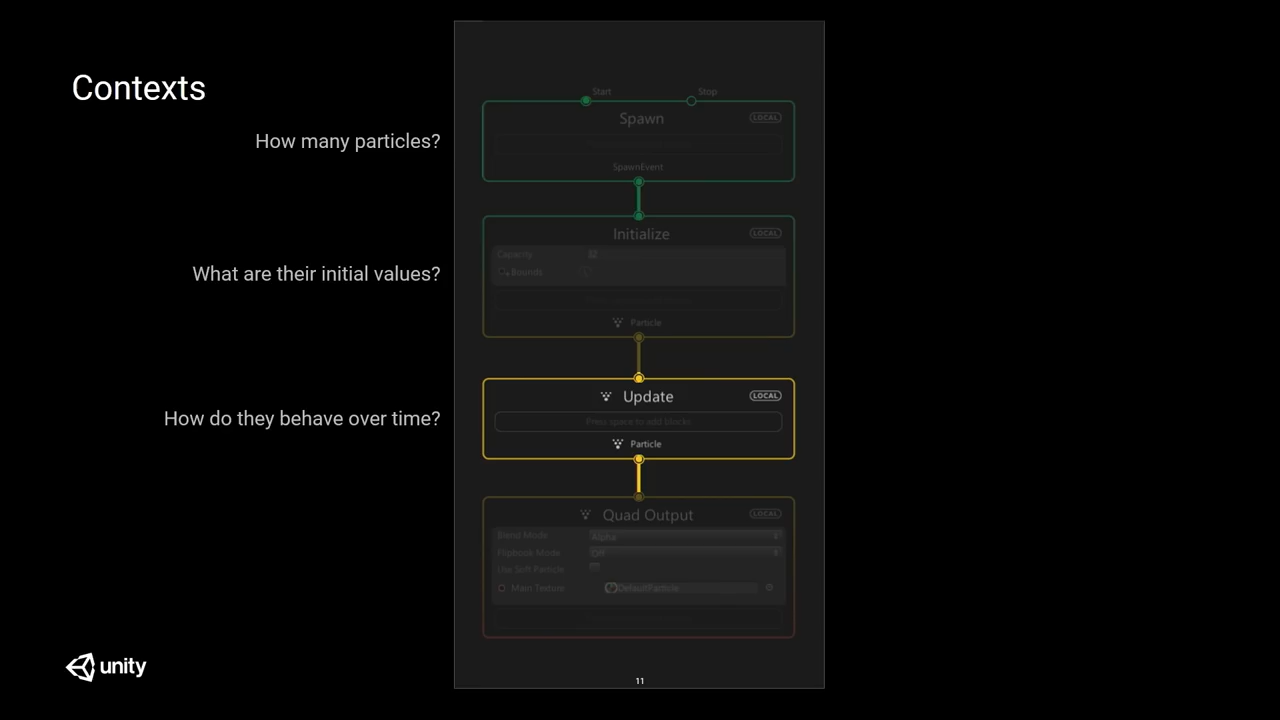 Contexts
How many particles?
What are their initial values?
How do they behave over time?
Start Stop
Spawn LOCAL
SpawnEvent
Initialize LOCAL
Capacity 32
Bounds
Particle
Update LOCAL
Press space to add blocks
Particle
Quad Output LOCAL
Blend Mode Alpha
Flipbook Mode Off
Use Soft Particle
Main Texture DefaultParticle
unity
11